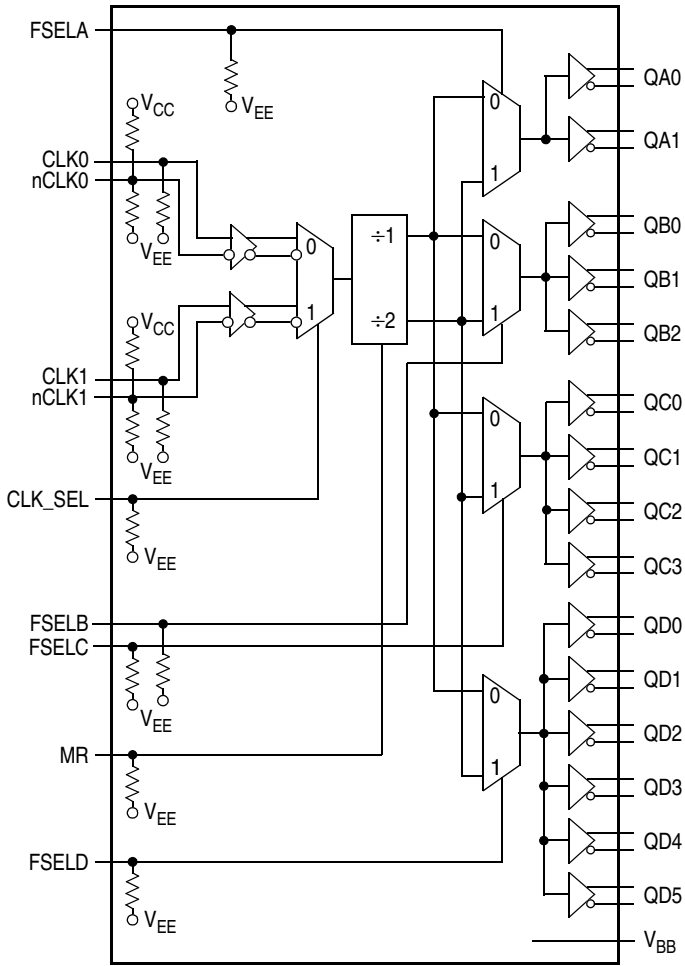 FSELA
VEE
VCC
CLK0
nCLK0
VEE
0
1
÷1
÷2
VCC
CLK1
nCLK1
VEE
CLK_SEL
VEE
FSELB
FSELC
VEE
MR
VEE
FSELD
VEE
0
1
0
1
0
1
0
1
QA0
QA1
QB0
QB1
QB2
QC0
QC1
QC2
QC3
QD0
QD1
QD2
QD3
QD4
QD5
VBB